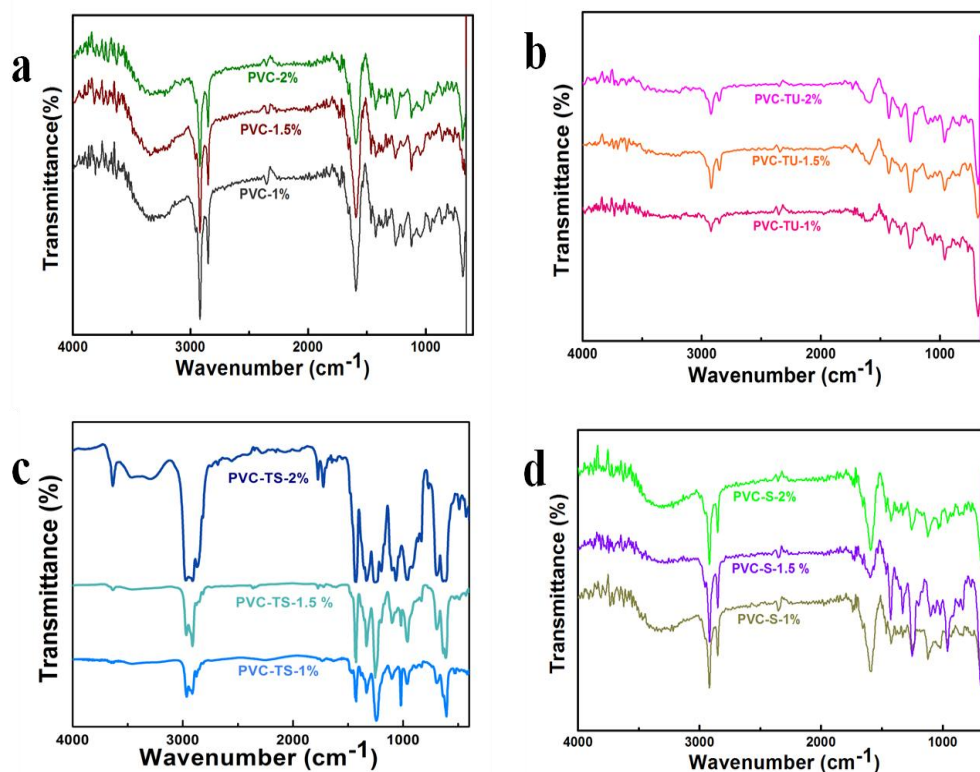 a
Transmittance(%)
PVC-2%
PVC-1.5%
PVC-1%
4000 3000 2000 1000
Wavenumber (cm-1)
b
Transmittance (%)
PVC-TU-2%
PVC-TU-1.5%
PVC-TU-1%
4000 3000 2000 1000
Wavenumber (cm-1)
c
Transmittance (%)
PVC-TS-2%
PVC-TS-1.5 %
PVC-TS-1%
4000 3000 2000 1000
Wavenumber (cm-1)
d
Transmittance (%)
PVC-S-2%
PVC-S-1.5 %
PVC-S-1%
4000 3000 2000 1000
Wavenumber (cm-1)